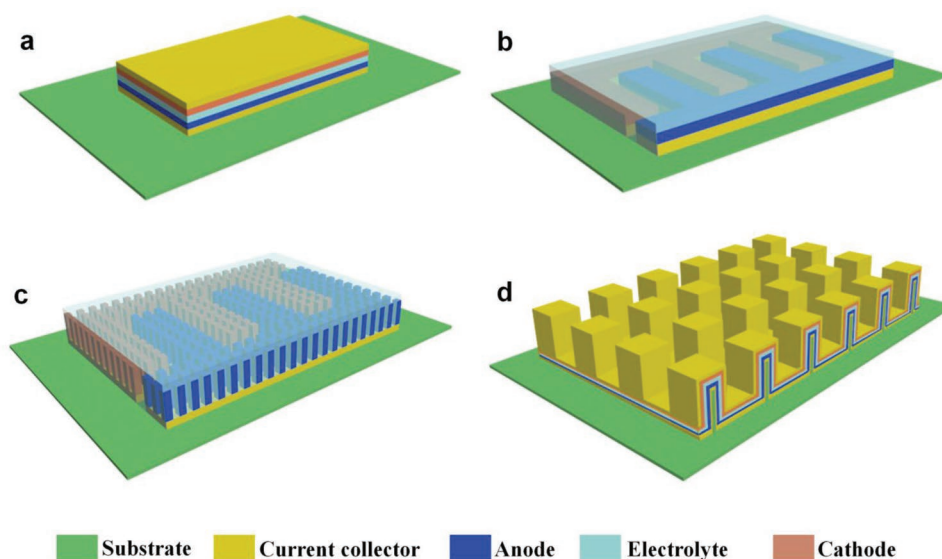 a
b
c
d
Substrate Current collector Anode Electrolyte Cathode